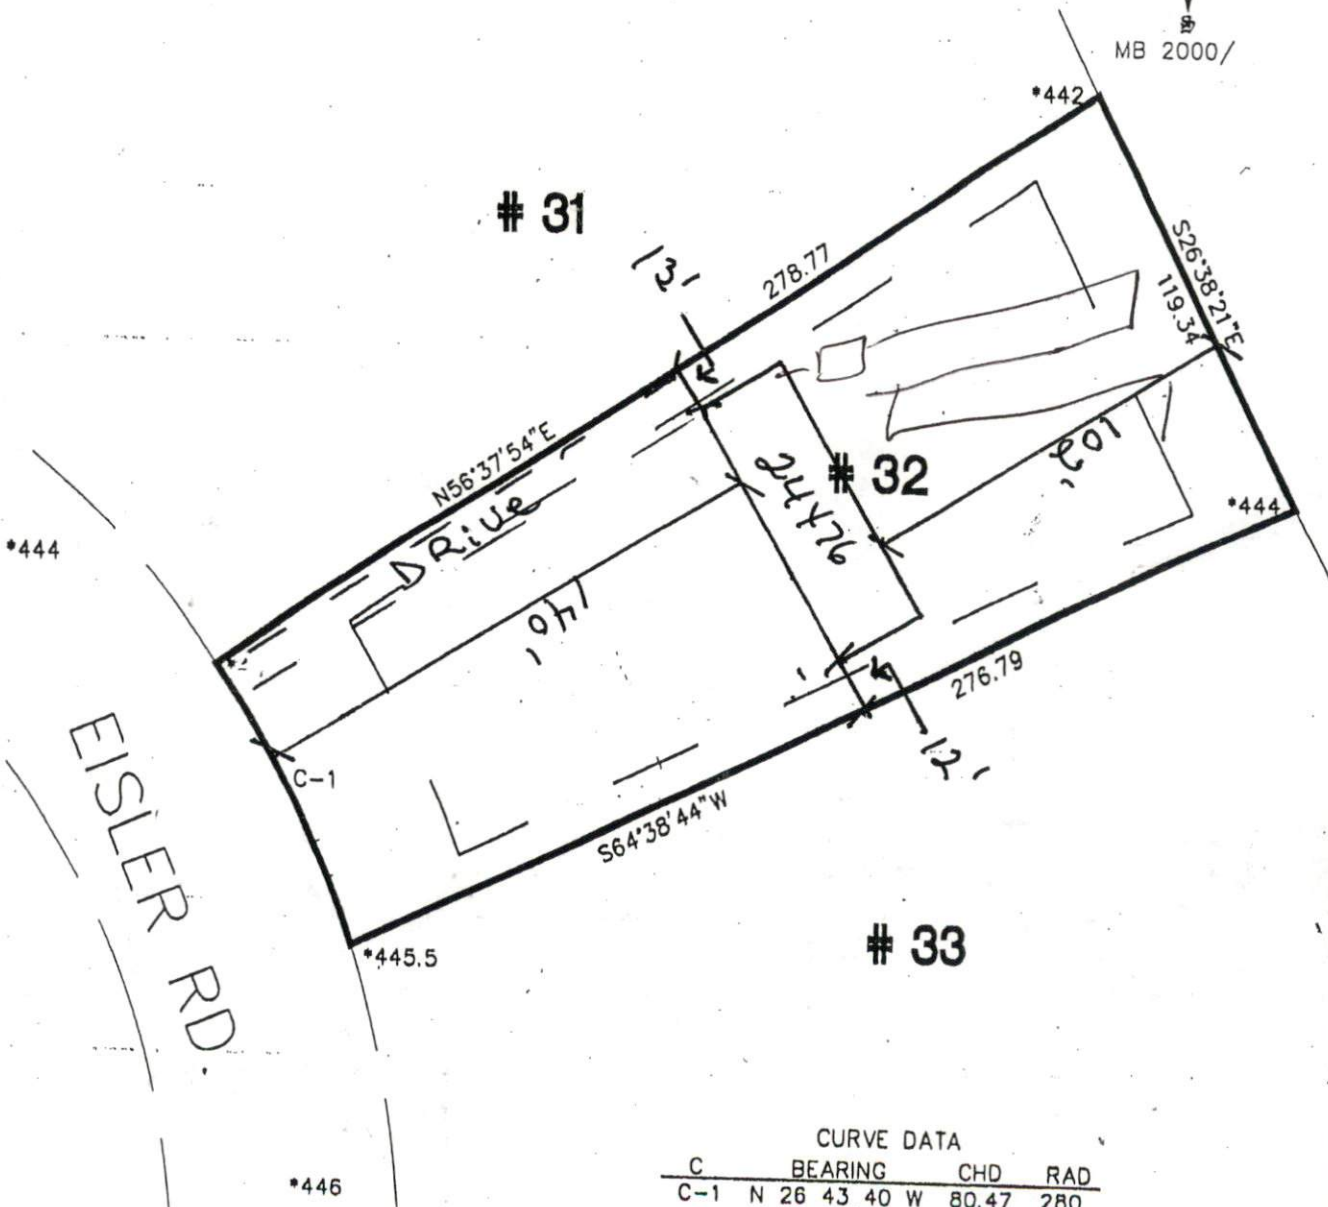 MB 2000/
*442
# 31
13'
278.77
S26°38'21"E
119.34
N56°37'54"E
DRive
24x76
# 32
102'
*444
*444
140'
C-1
12'
276.79
S64°38'44"W
EISLER RD.
*445.5
# 33
*446
CURVE DATA
C BEARING CHD RAD
C-1 N 26 43 40 W 80.47 280